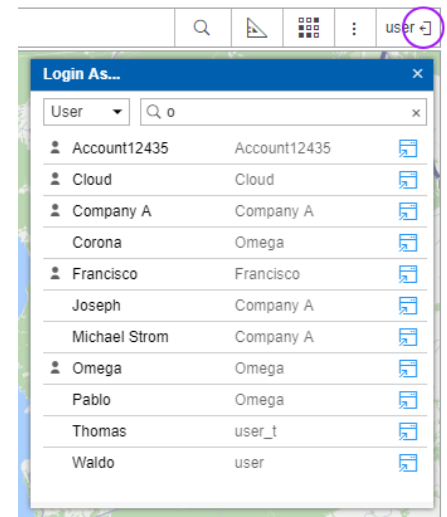 user
Login As...
User o
Account12435 Account12435
Cloud Cloud
Company A Company A
Corona Omega
Francisco Francisco
Joseph Company A
Michael Strom Company A
Omega Omega
Pablo Omega
Thomas user_t
Waldo user